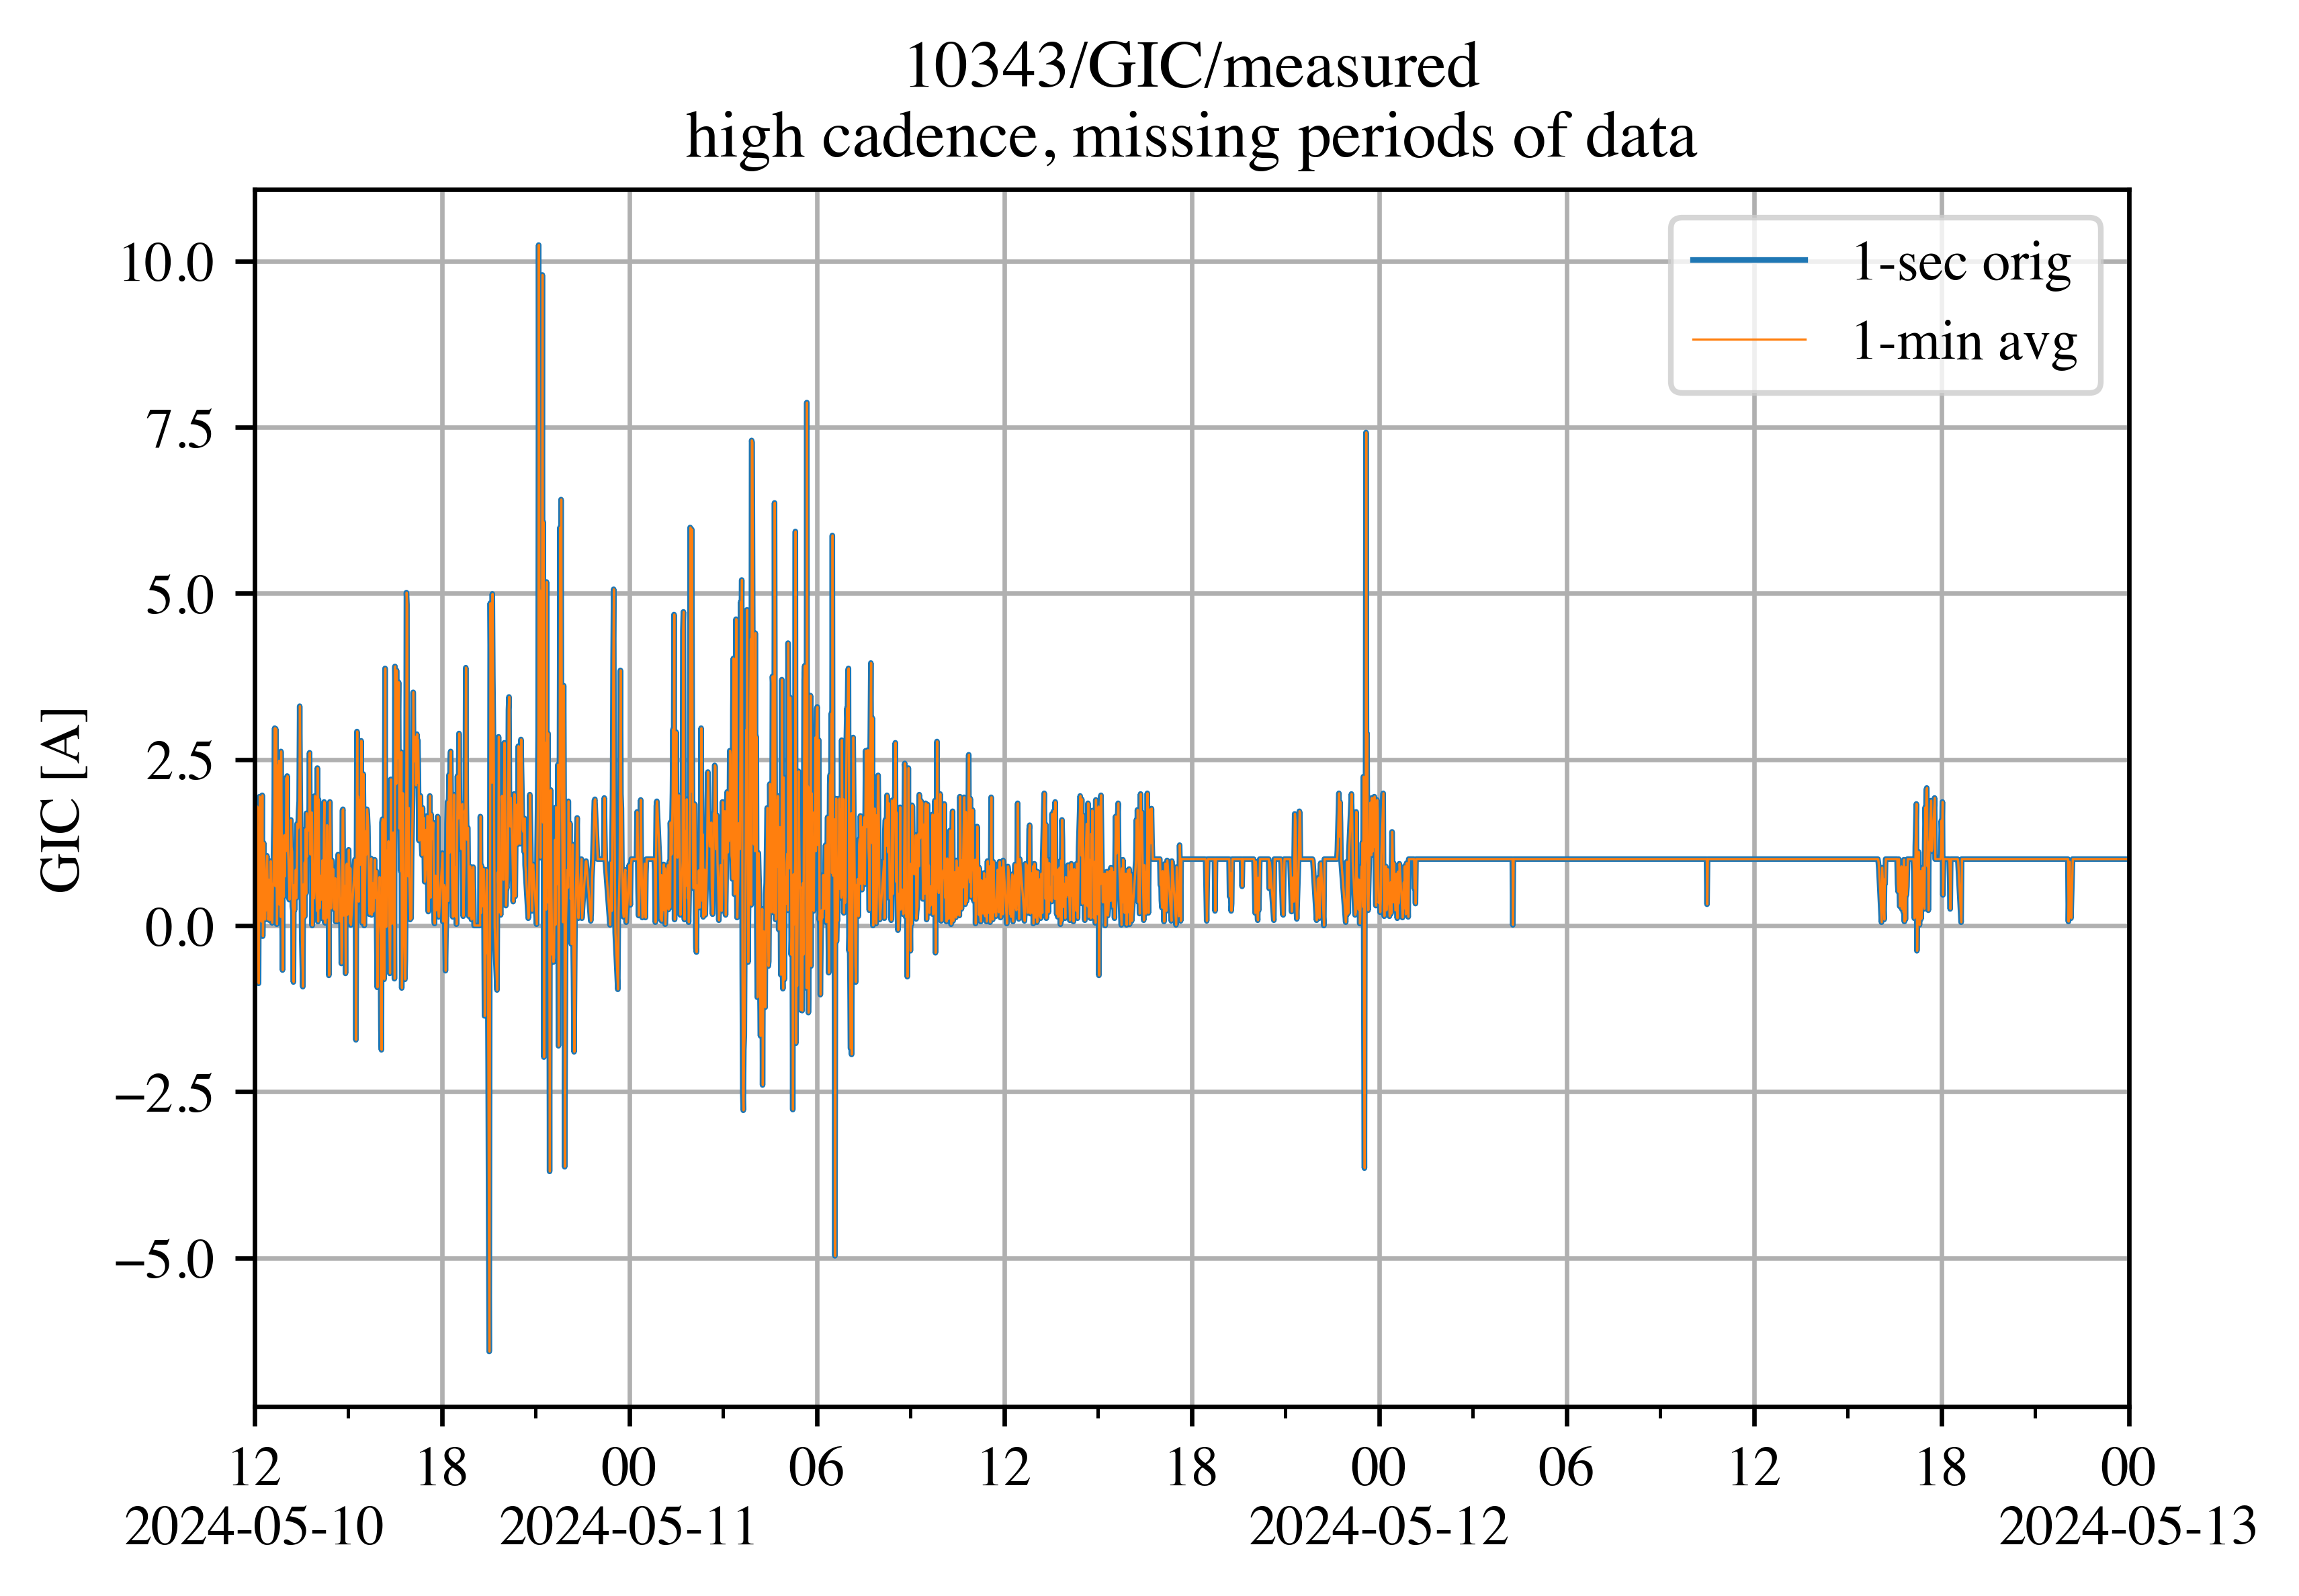 10343/GIC/measured
high cadence, missing periods of data
1-sec orig
1-min avg
GIC [A]
10.0
7.5
5.0
2.5
0.0
−2.5
−5.0
12 18 00 06 12 18 00 06 12 18 00
2024-05-10 2024-05-11 2024-05-12 2024-05-13